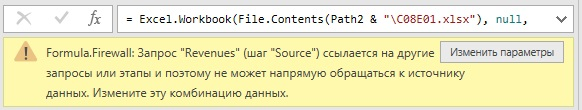 = Excel.Workbook(File.Contents(Path2 & "\C08E01.xlsx"), null,
Formula.Firewall: Запрос "Revenues" (шаг "Source") ссылается на другие
запросы или этапы и поэтому не может напрямую обращаться к источнику
данных. Измените эту комбинацию данных.
Изменить параметры